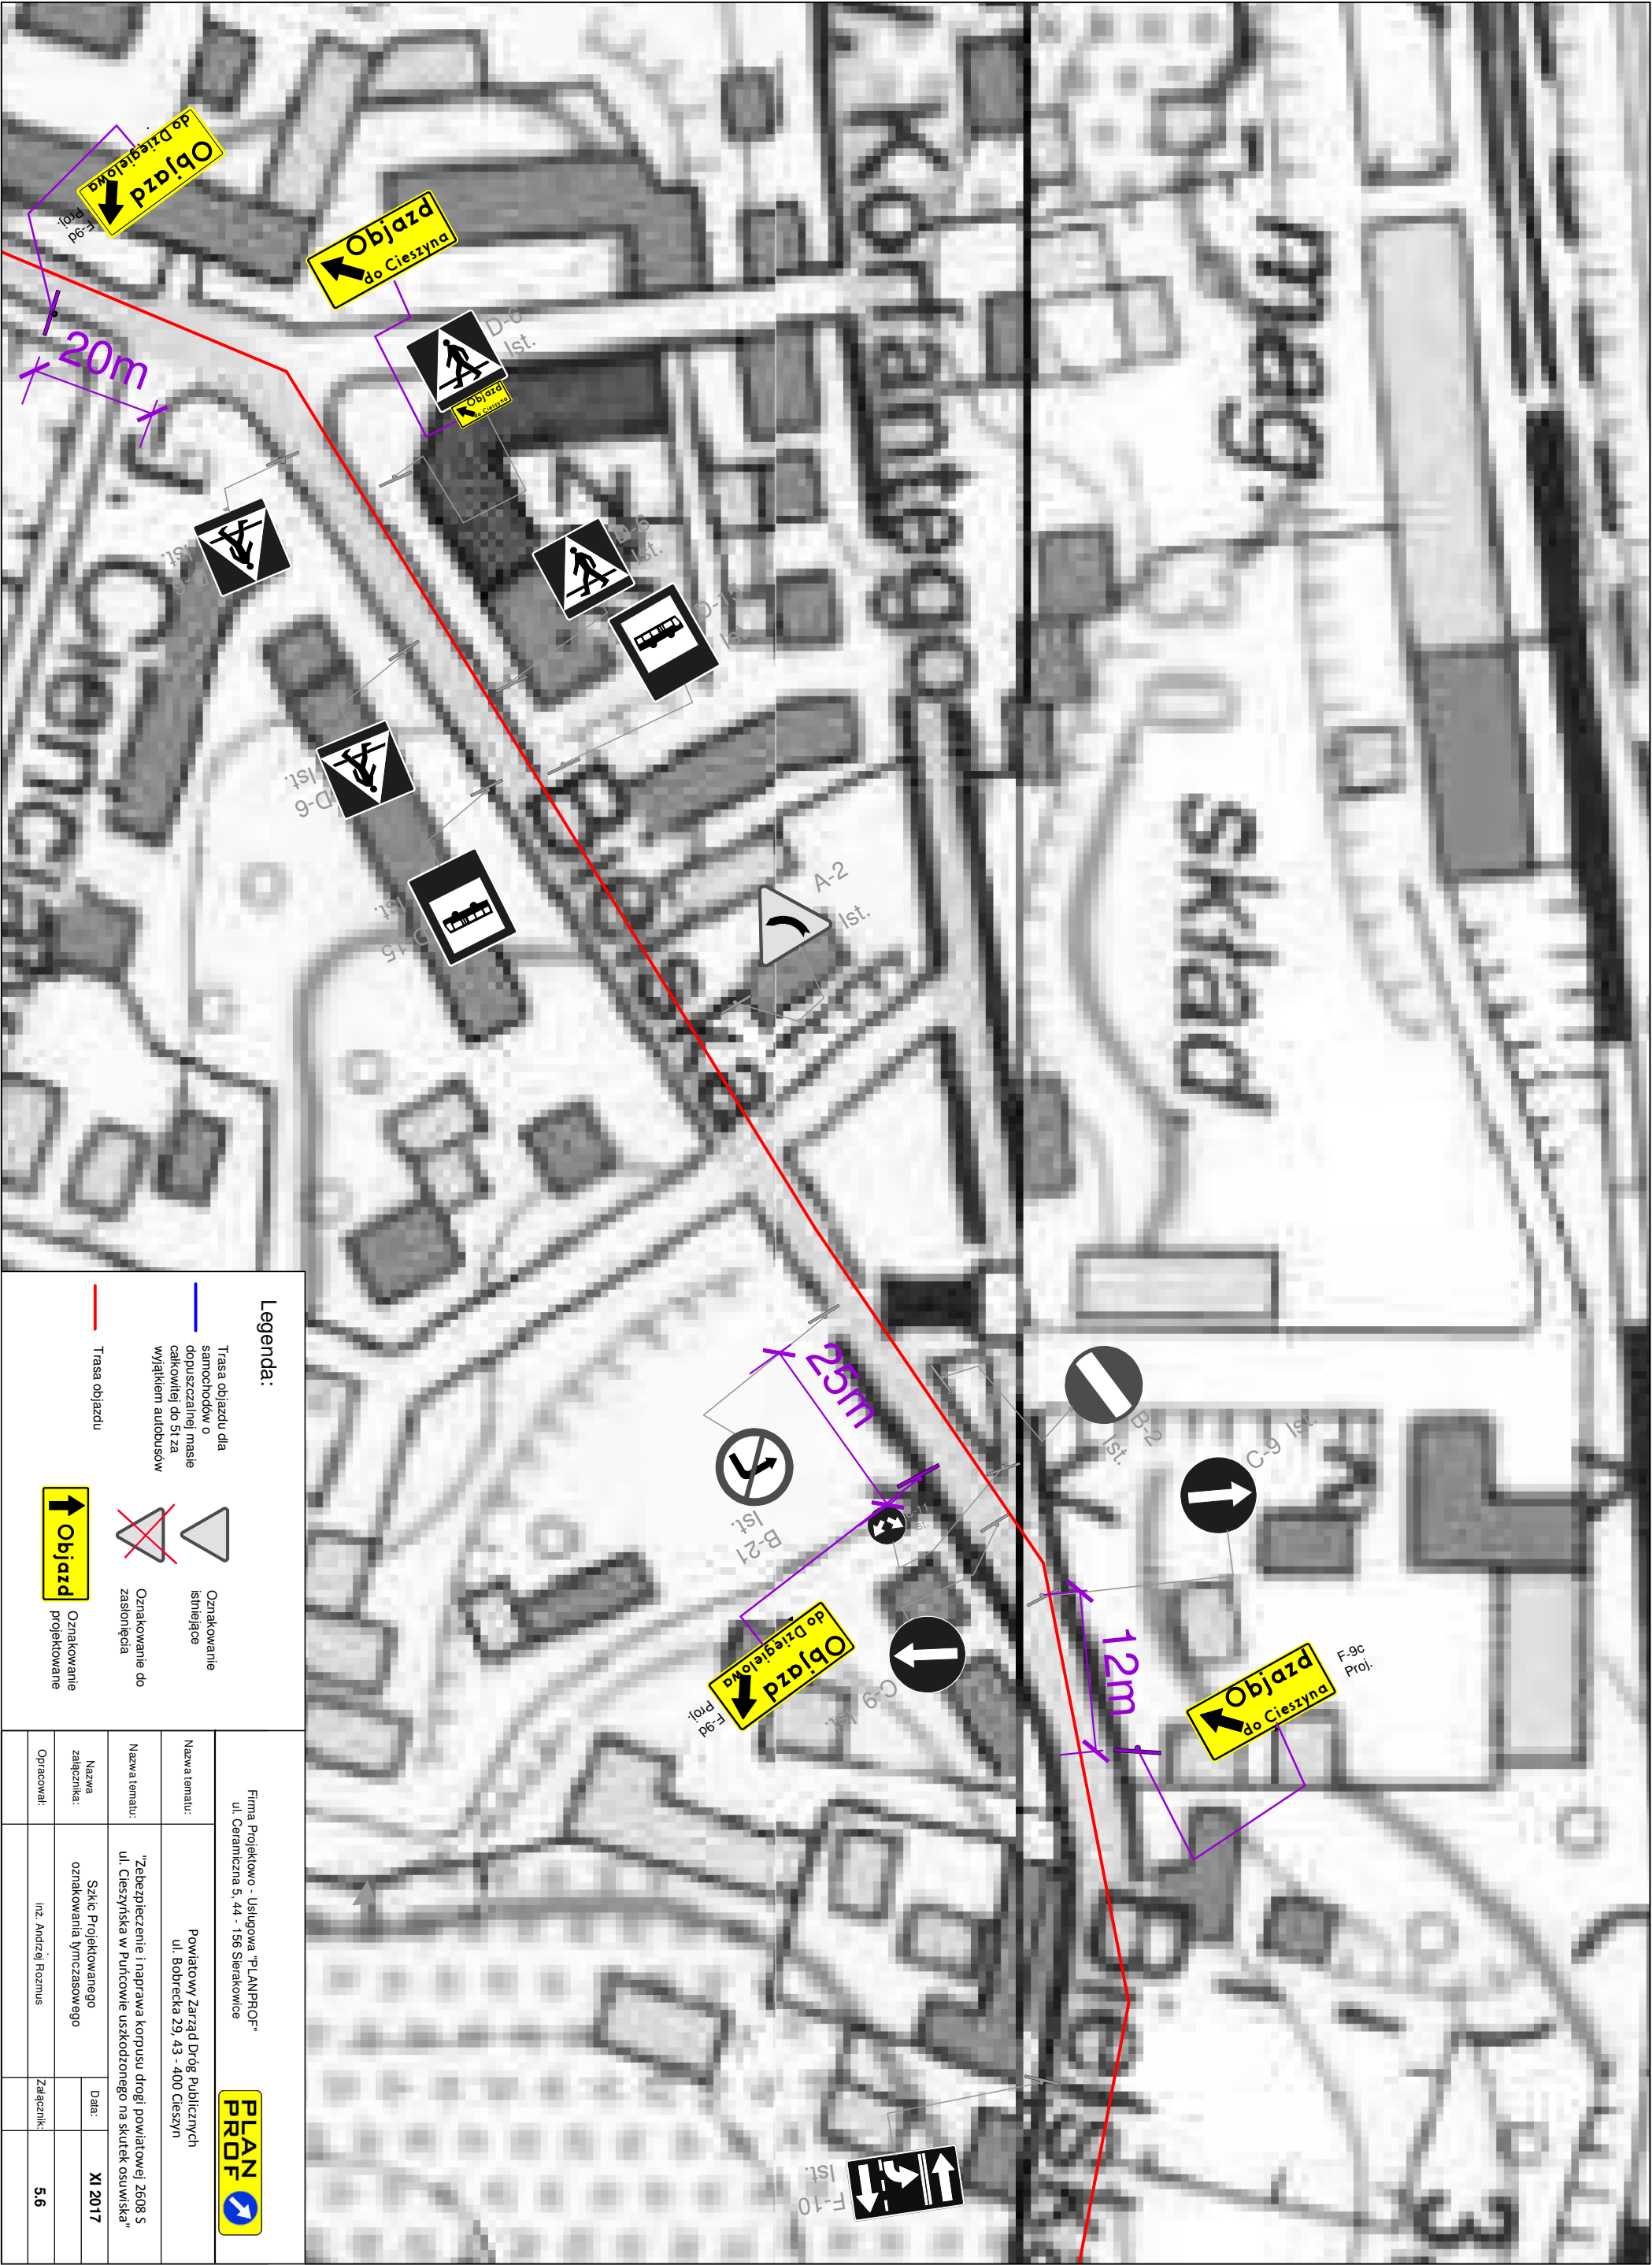 mag.
skład
Korfantego
3
Objazd
do Dzięgielowa
F-9d
Proj.
Objazd
do Cieszyna
D-6
Ist.
Objazd
do Cieszyna
20m
Ist.
D-6
Ist.
Ist.
D-6
Ist.
D-15
Ist.
A-2
Ist.
25m
B-21
Ist.
B-2
Ist.
C-9 Ist.
C-9 Ist.
12m
Objazd
do Dzięgielowa
F-9d
Proj.
F-9c
Proj.
Objazd
do Cieszyna
F-10
Ist.
Legenda:
Trasa objazdu dla
samochodów o
dopuszczalnej masie
całkowitej do 5t za
wyjątkiem autobusów
Trasa objazdu
Oznakowanie
istniejące
Oznakowanie do
zasłonięcia
Objazd
Oznakowanie
projektowane
Firma Projektowo - Usługowa "PLANPROF"
ul. Ceramiczna 5, 44 - 156 Sierakowice
PLAN
PROF
Nazwa tematu:
Powiatowy Zarząd Dróg Publicznych
ul. Bobrecka 29, 43 - 400 Cieszyn
Nazwa tematu:
"Zebezpieczenie i naprawa korpusu drogi powiatowej 2608 S
ul. Cieszyńska w Puńcowie uszkodzonego na skutek osuwiska"
Nazwa
załącznika:
Szkic Projektowanego
oznakowania tymczasowego
Data:
XI 2017
Opracował:
inż. Andrzej Rozmus
Załącznik:
5.6